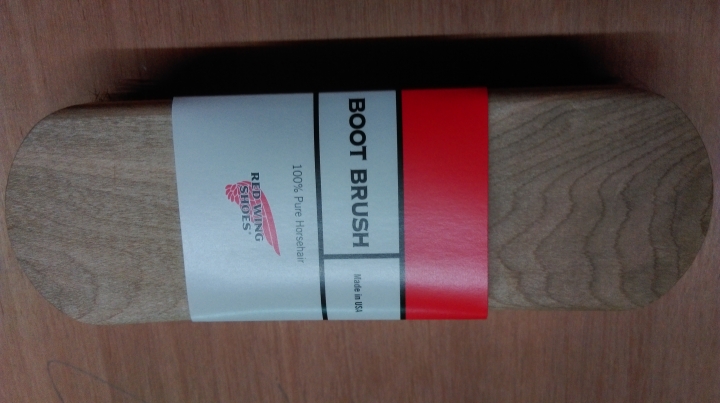 BOOT BRUSH
Made in USA
100% Pure Horsehair
RED WING
SHOES®